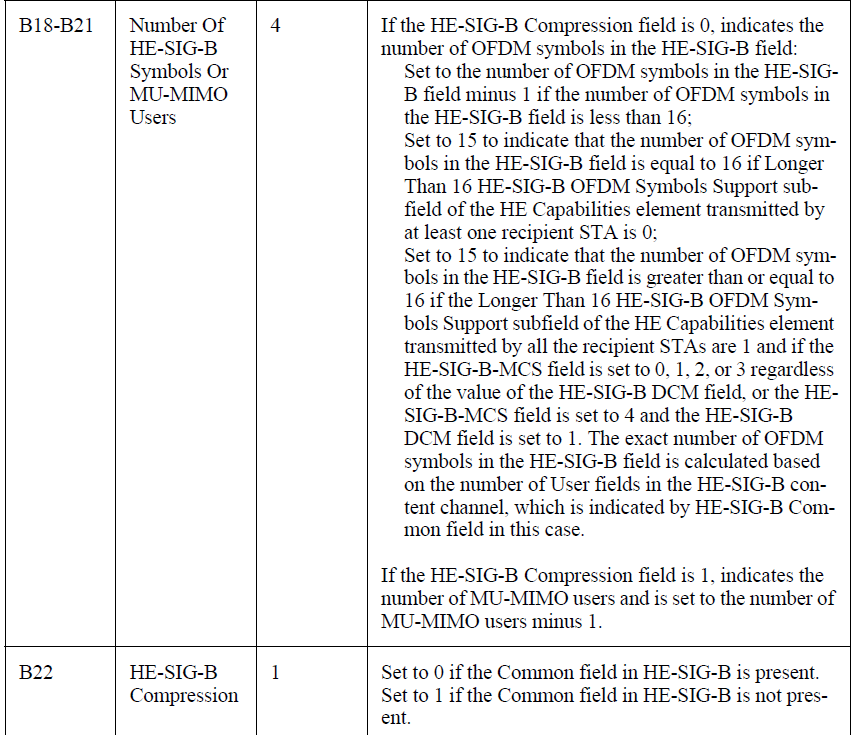 B18-B21
Number Of
HE-SIG-B
Symbols Or
MU-MIMO
Users
4
If the HE-SIG-B Compression field is 0, indicates the
number of OFDM symbols in the HE-SIG-B field:
Set to the number of OFDM symbols in the HE-SIG-
B field minus 1 if the number of OFDM symbols in
the HE-SIG-B field is less than 16;
Set to 15 to indicate that the number of OFDM sym-
bols in the HE-SIG-B field is equal to 16 if Longer
Than 16 HE-SIG-B OFDM Symbols Support sub-
field of the HE Capabilities element transmitted by
at least one recipient STA is 0;
Set to 15 to indicate that the number of OFDM sym-
bols in the HE-SIG-B field is greater than or equal to
16 if the Longer Than 16 HE-SIG-B OFDM Sym-
bols Support subfield of the HE Capabilities element
transmitted by all the recipient STAs are 1 and if the
HE-SIG-B-MCS field is set to 0, 1, 2, or 3 regardless
of the value of the HE-SIG-B DCM field, or the HE-
SIG-B-MCS field is set to 4 and the HE-SIG-B
DCM field is set to 1. The exact number of OFDM
symbols in the HE-SIG-B field is calculated based
on the number of User fields in the HE-SIG-B con-
tent channel, which is indicated by HE-SIG-B Com-
mon field in this case.
If the HE-SIG-B Compression field is 1, indicates the
number of MU-MIMO users and is set to the number of
MU-MIMO users minus 1.
B22
HE-SIG-B
Compression
1
Set to 0 if the Common field in HE-SIG-B is present.
Set to 1 if the Common field in HE-SIG-B is not pres-
ent.